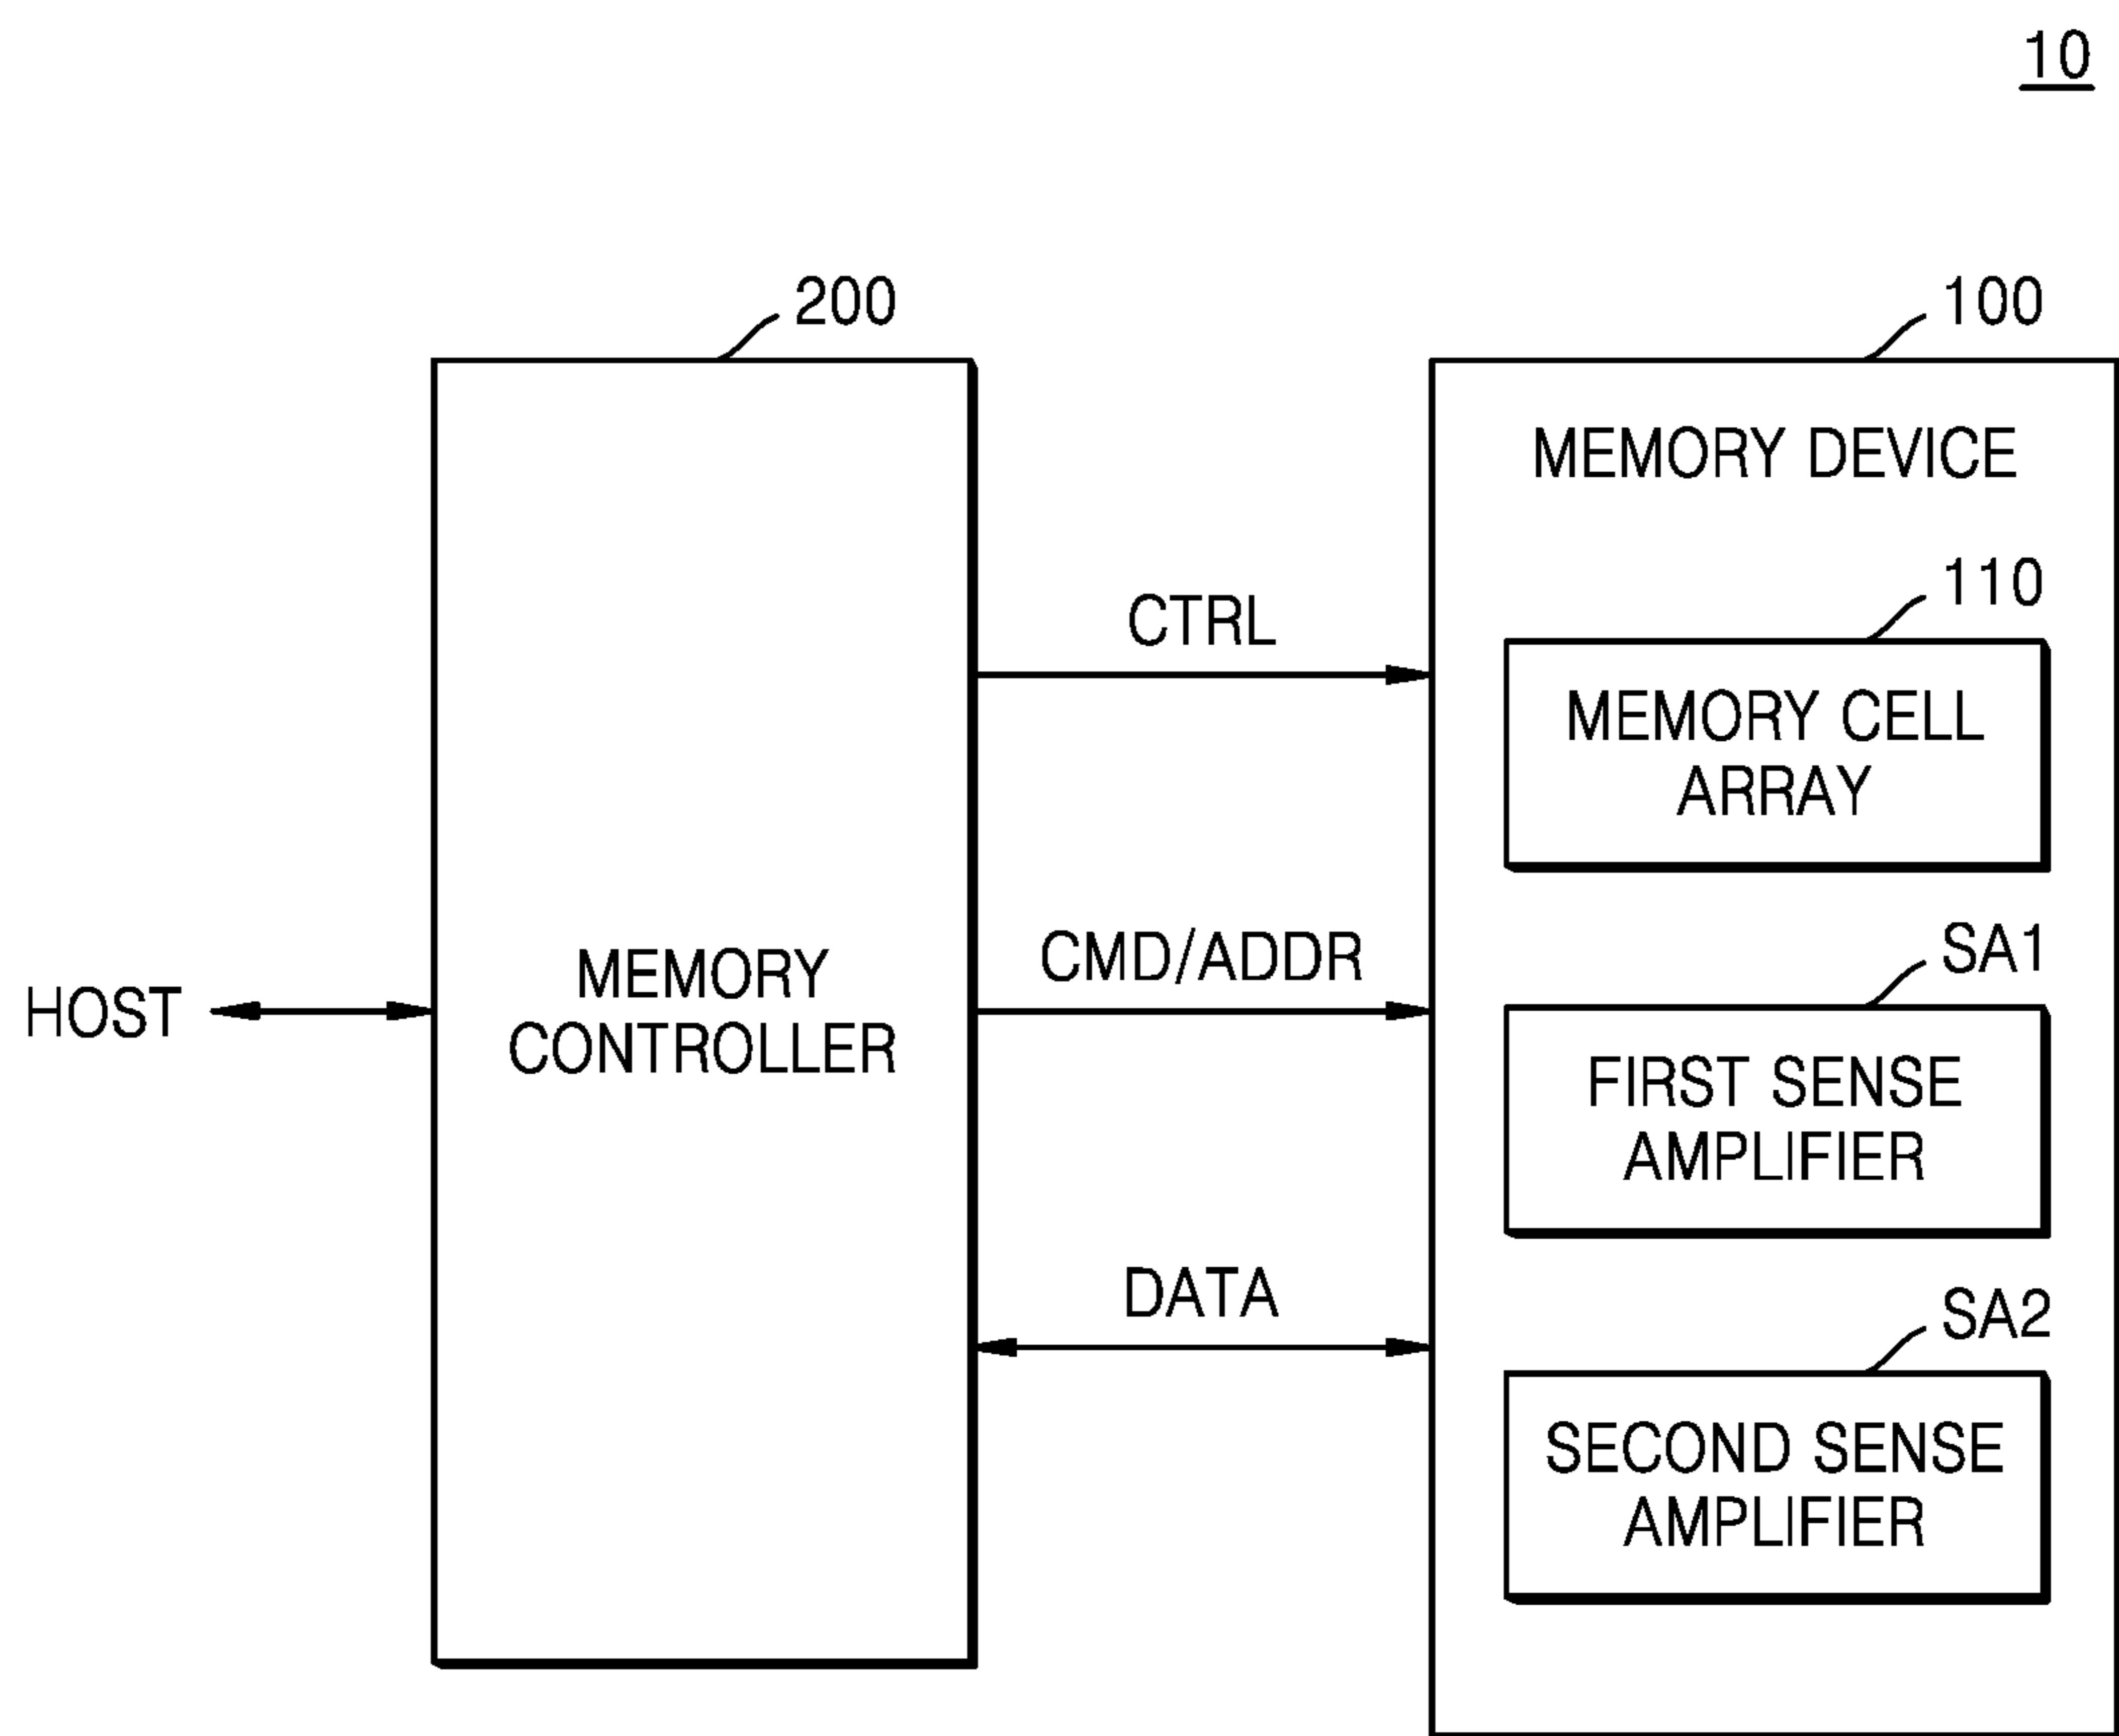 10
200
100
MEMORY DEVICE
110
CTRL
MEMORY CELL
ARRAY
SA1
CMD/ADDR
HOST
MEMORY
CONTROLLER
FIRST SENSE
AMPLIFIER
DATA
SA2
SECOND SENSE
AMPLIFIER